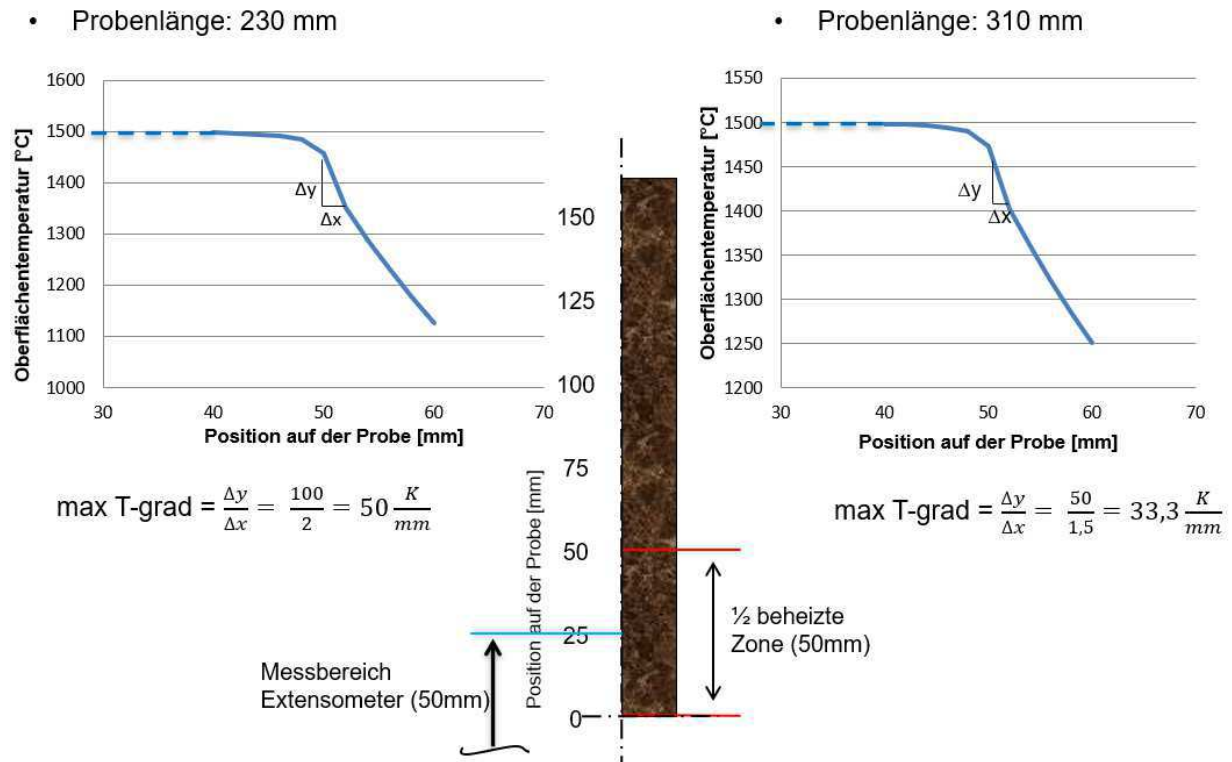 • Probenlänge: 230 mm
1600
1500
1400
1300
1200
1100
1000
30
40
50
60
70
Oberflächentemperatur [°C]
Position auf der Probe [mm]
Δy
Δx
max T-grad = Δy/Δx = 100/2 = 50 K/mm
• Probenlänge: 310 mm
1550
1500
1450
1400
1350
1300
1250
1200
30
40
50
60
70
Oberflächentemperatur [°C]
Position auf der Probe [mm]
Δy
Δx
max T-grad = Δy/Δx = 50/1,5 = 33,3 K/mm
150
125
100
75
50
25
0
Position auf der Probe [mm]
Messbereich
Extensometer (50mm)
½ beheizte
Zone (50mm)